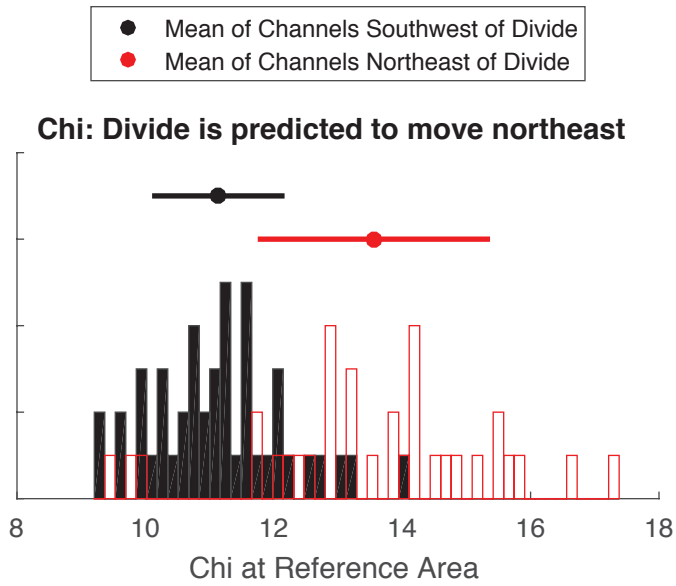 Mean of Channels Southwest of Divide
Mean of Channels Northeast of Divide
Chi: Divide is predicted to move northeast
8 10 12 14 16 18
Chi at Reference Area